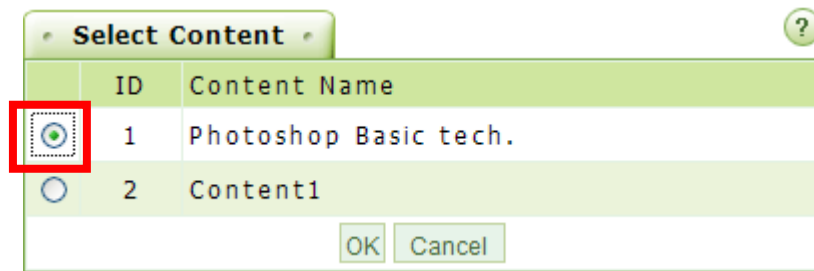 Select Content
?
ID Content Name
1 Photoshop Basic tech.
2 Content1
OK Cancel